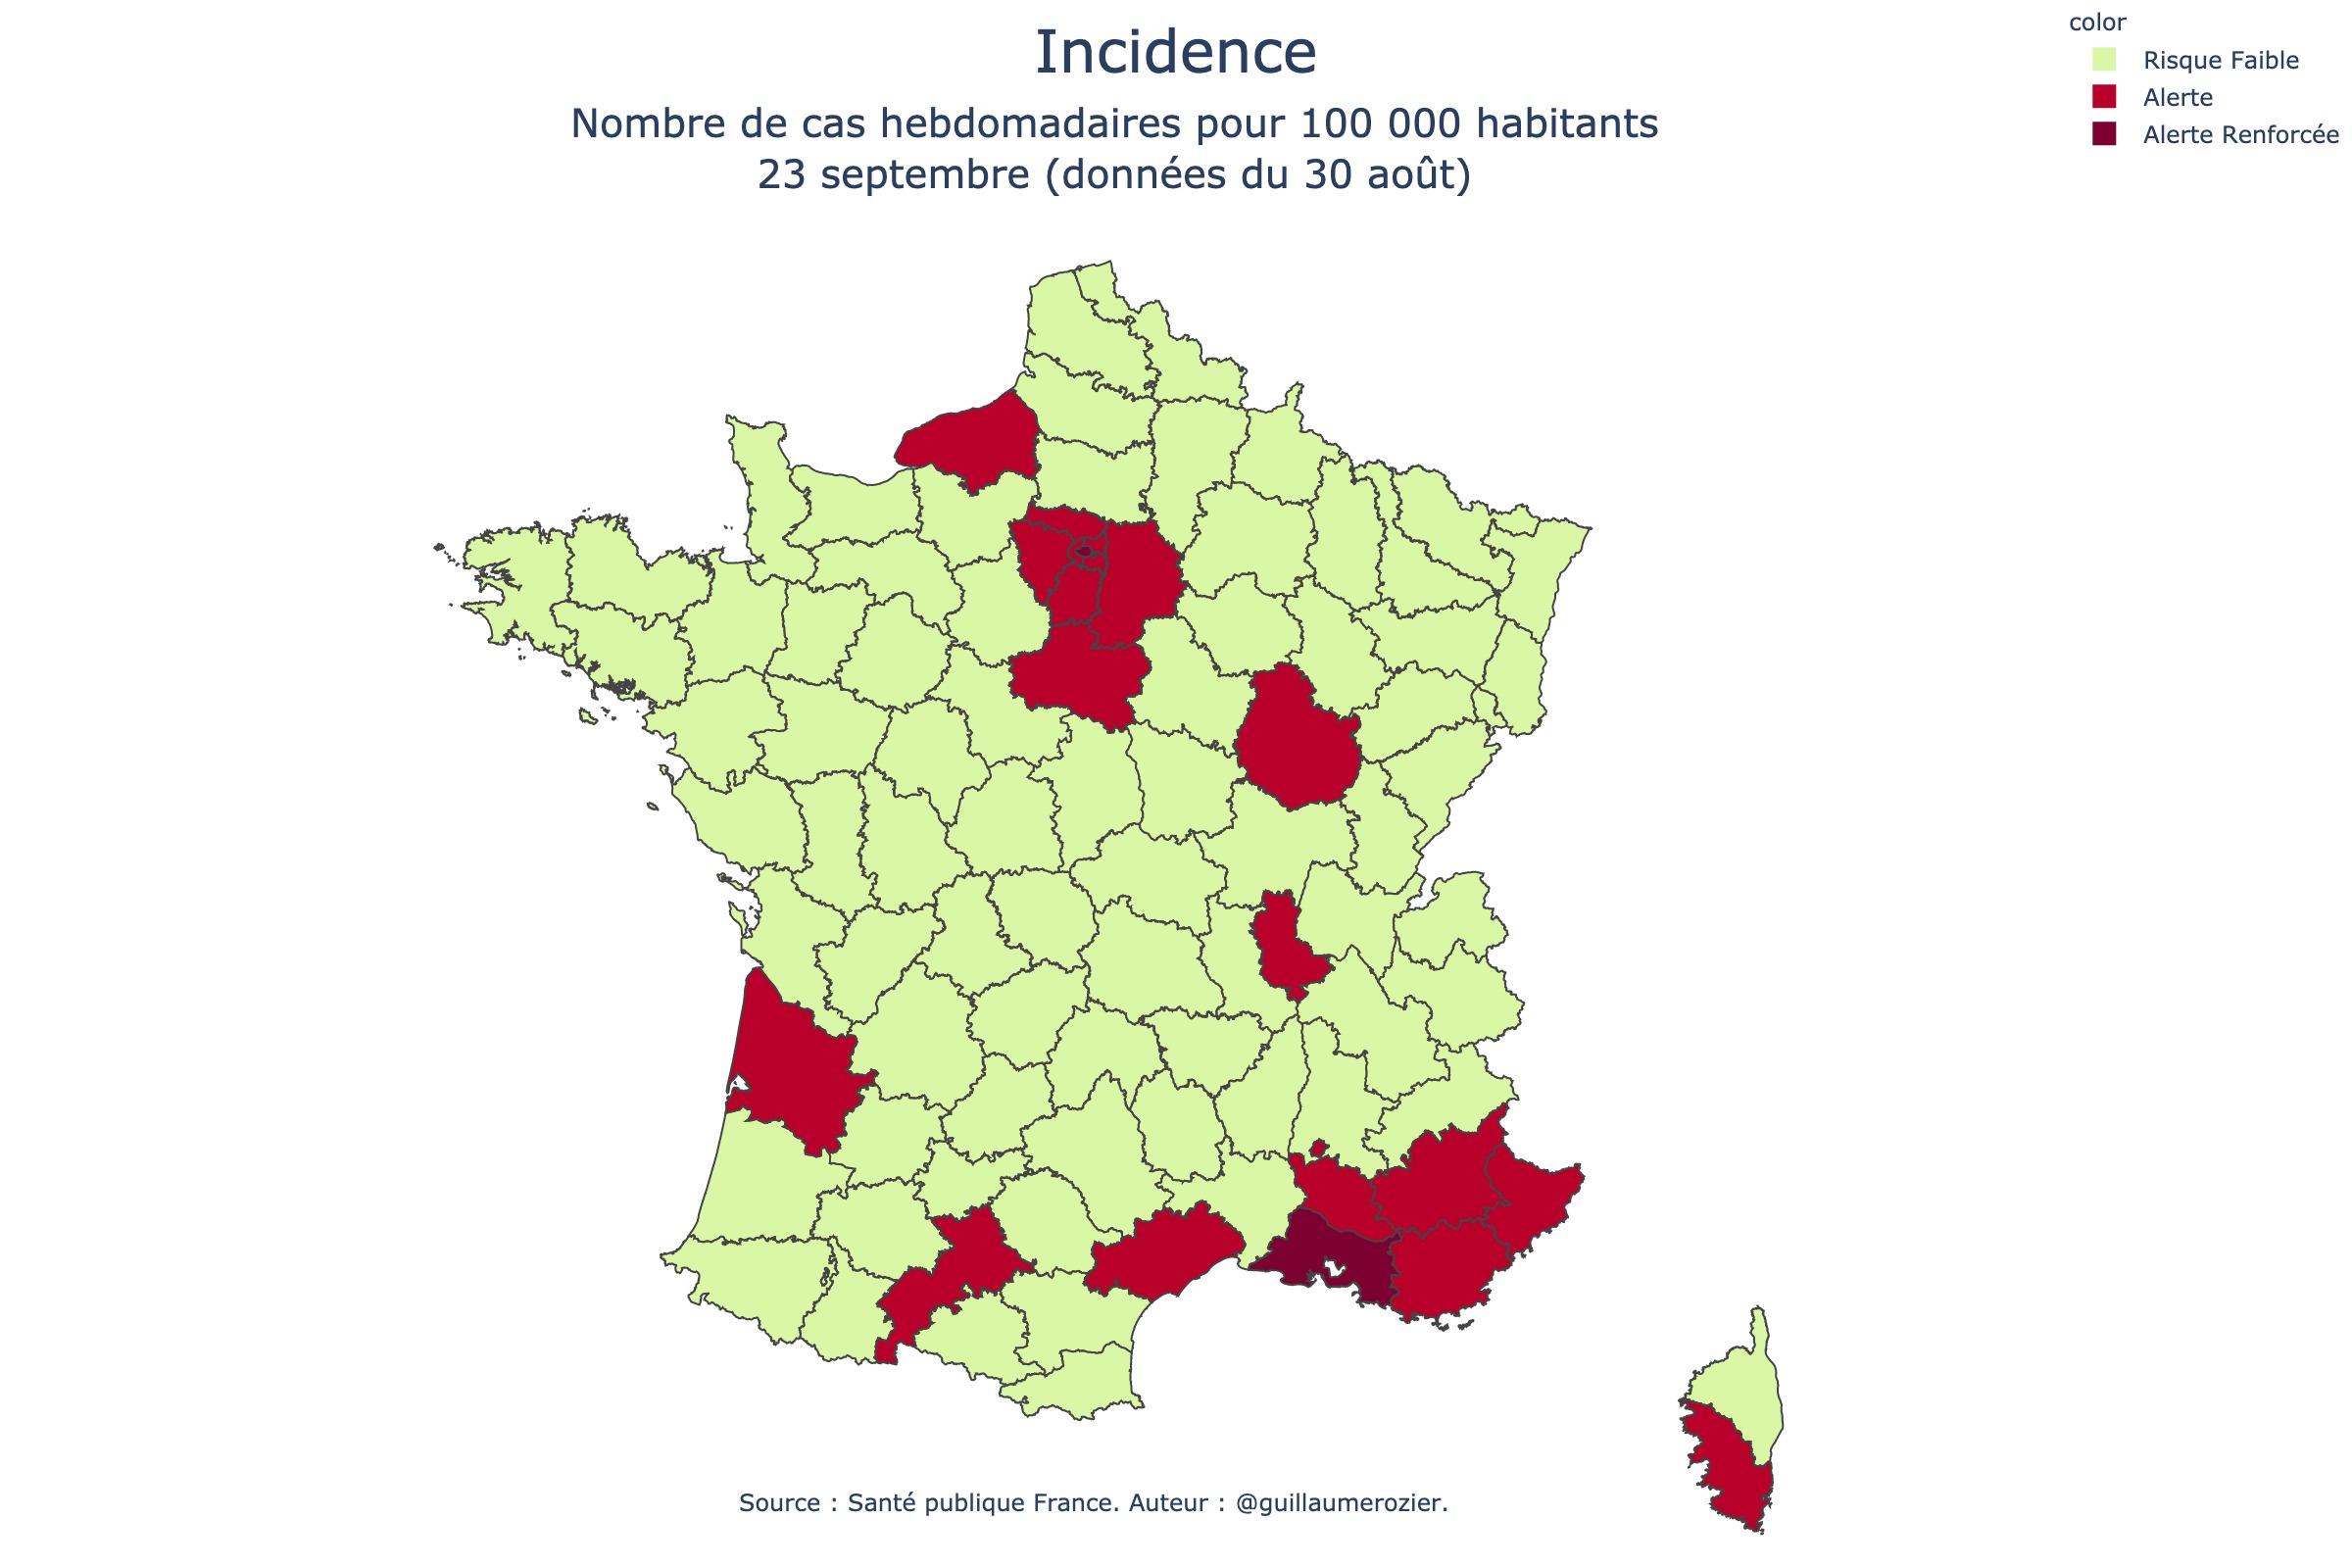 Incidence
Nombre de cas hebdomadaires pour 100 000 habitants
23 septembre (données du 30 août)
color
Risque Faible
Alerte
Alerte Renforcée
Source : Santé publique France. Auteur : @guillaumerozier.